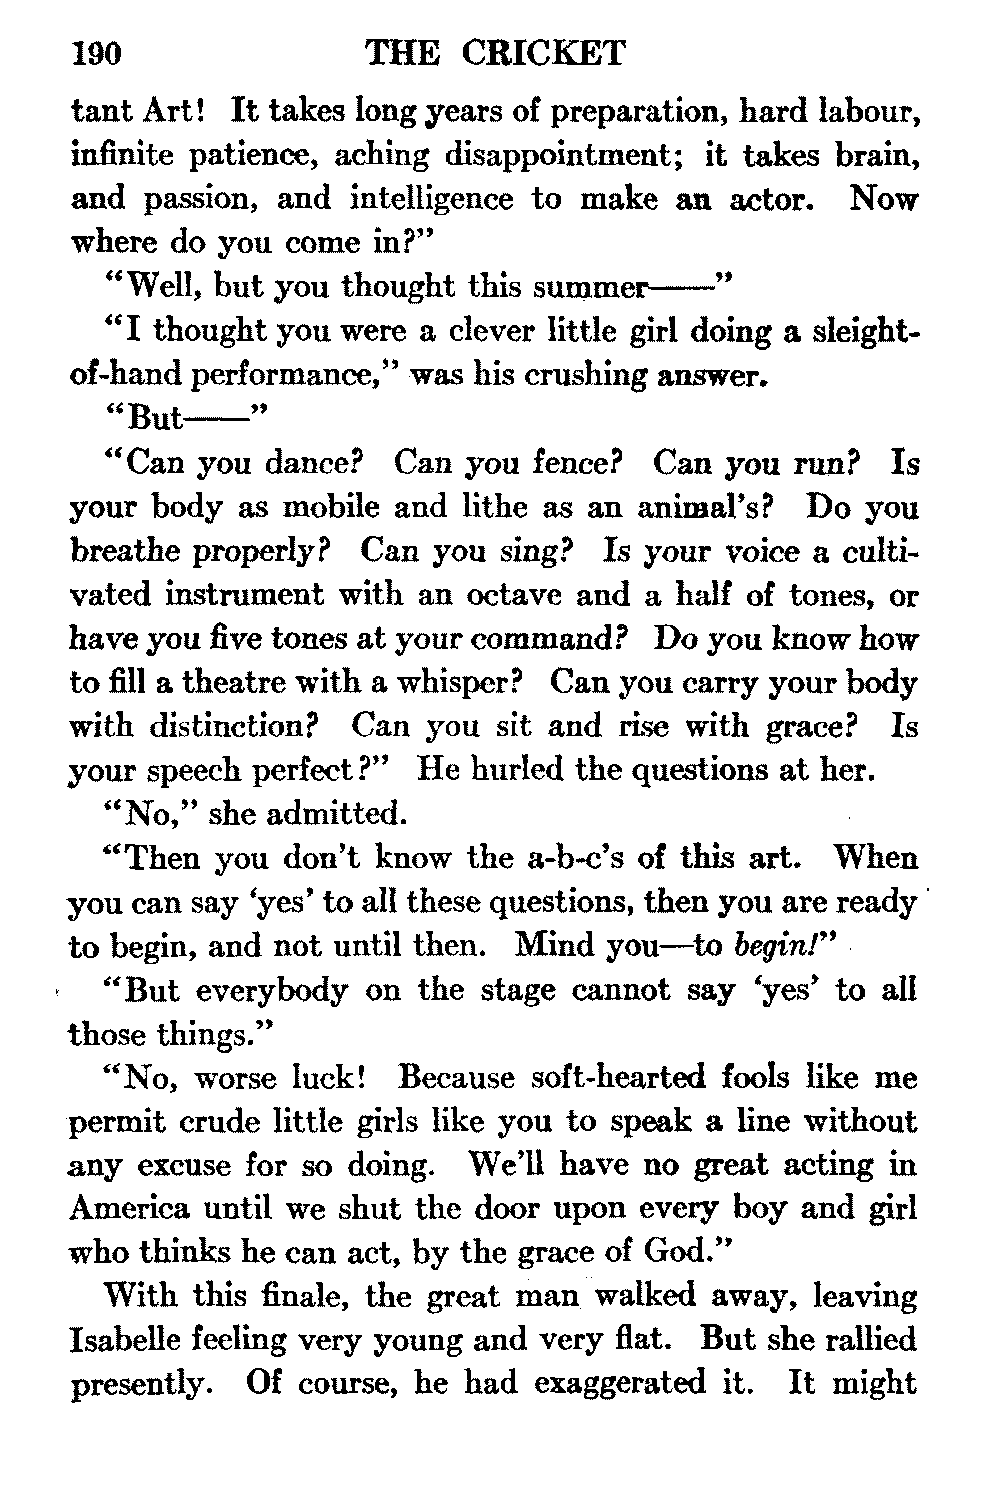 190 THE CRICKET
tant Art! It takes long years of preparation, hard labour,
infinite patience, aching disappointment; it takes brain,
and passion, and intelligence to make an actor. Now
where do you come in?"
"Well, but you thought this summer——"
"I thought you were a clever little girl doing a sleight-
of-hand performance," was his crushing answer.
"But——"
"Can you dance? Can you fence? Can you run? Is
your body as mobile and lithe as an animal's? Do you
breathe properly? Can you sing? Is your voice a culti-
vated instrument with an octave and a half of tones, or
have you five tones at your command? Do you know how
to fill a theatre with a whisper? Can you carry your body
with distinction? Can you sit and rise with grace? Is
your speech perfect?" He hurled the questions at her.
"No," she admitted.
"Then you don't know the a-b-c's of this art. When
you can say 'yes' to all these questions, then you are ready
to begin, and not until then. Mind you—to begin!"
"But everybody on the stage cannot say 'yes' to all
those things."
"No, worse luck! Because soft-hearted fools like me
permit crude little girls like you to speak a line without
any excuse for so doing. We'll have no great acting in
America until we shut the door upon every boy and girl
who thinks he can act, by the grace of God."
With this finale, the great man walked away, leaving
Isabelle feeling very young and very flat. But she rallied
presently. Of course, he had exaggerated it. It might